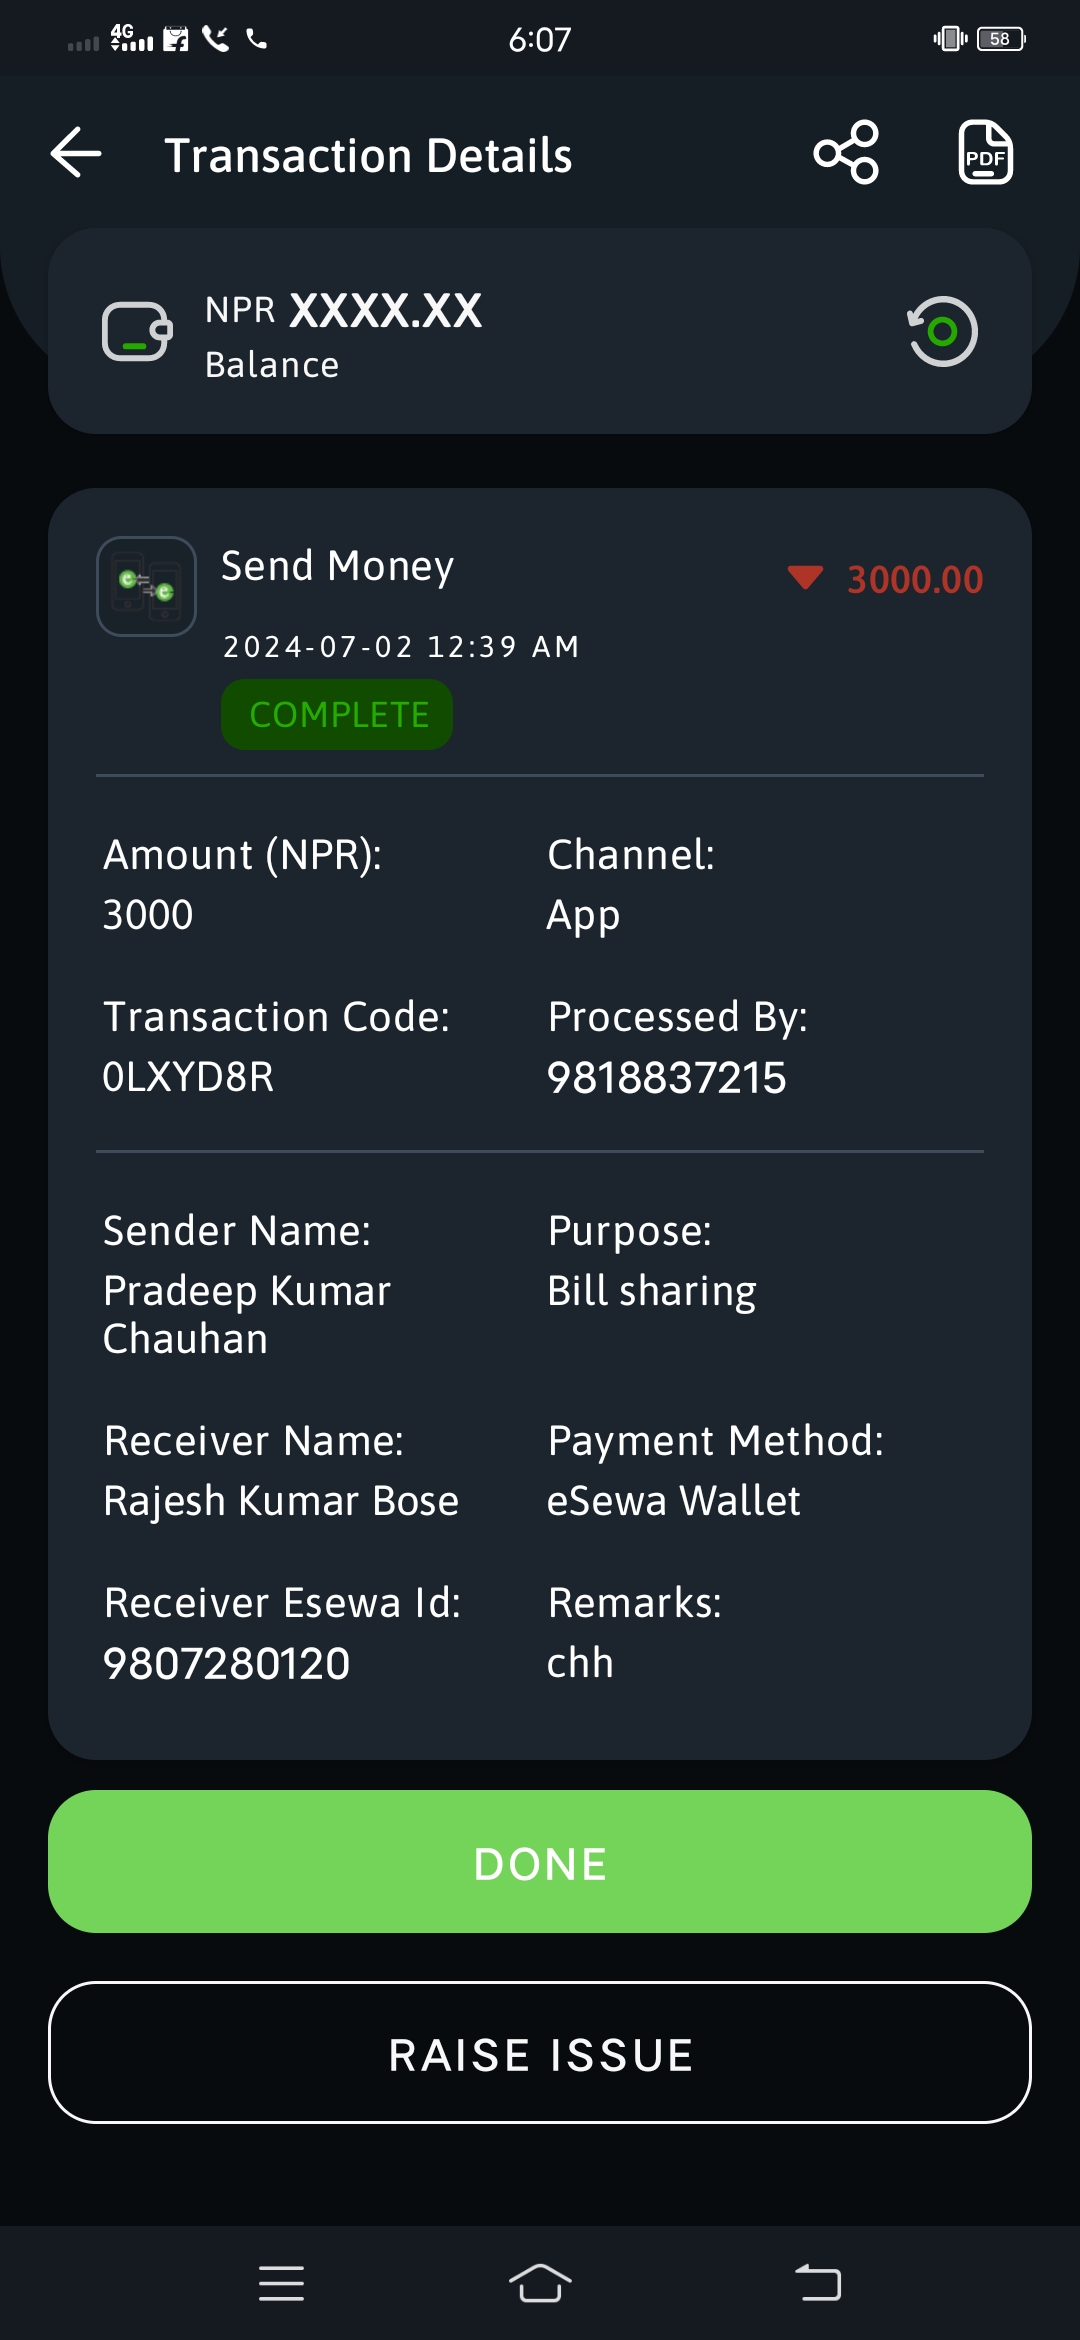 4G
6:07
58
Transaction Details
PDF
NPR XXXX.XX
Balance
Send Money
3000.00
2024-07-02 12:39 AM
COMPLETE
Amount (NPR):
Channel:
3000
App
Transaction Code:
Processed By:
0LXYD8R
9818837215
Sender Name:
Purpose:
Pradeep Kumar
Chauhan
Bill sharing
Receiver Name:
Payment Method:
Rajesh Kumar Bose
eSewa Wallet
Receiver Esewa Id:
Remarks:
9807280120
chh
DONE
RAISE ISSUE